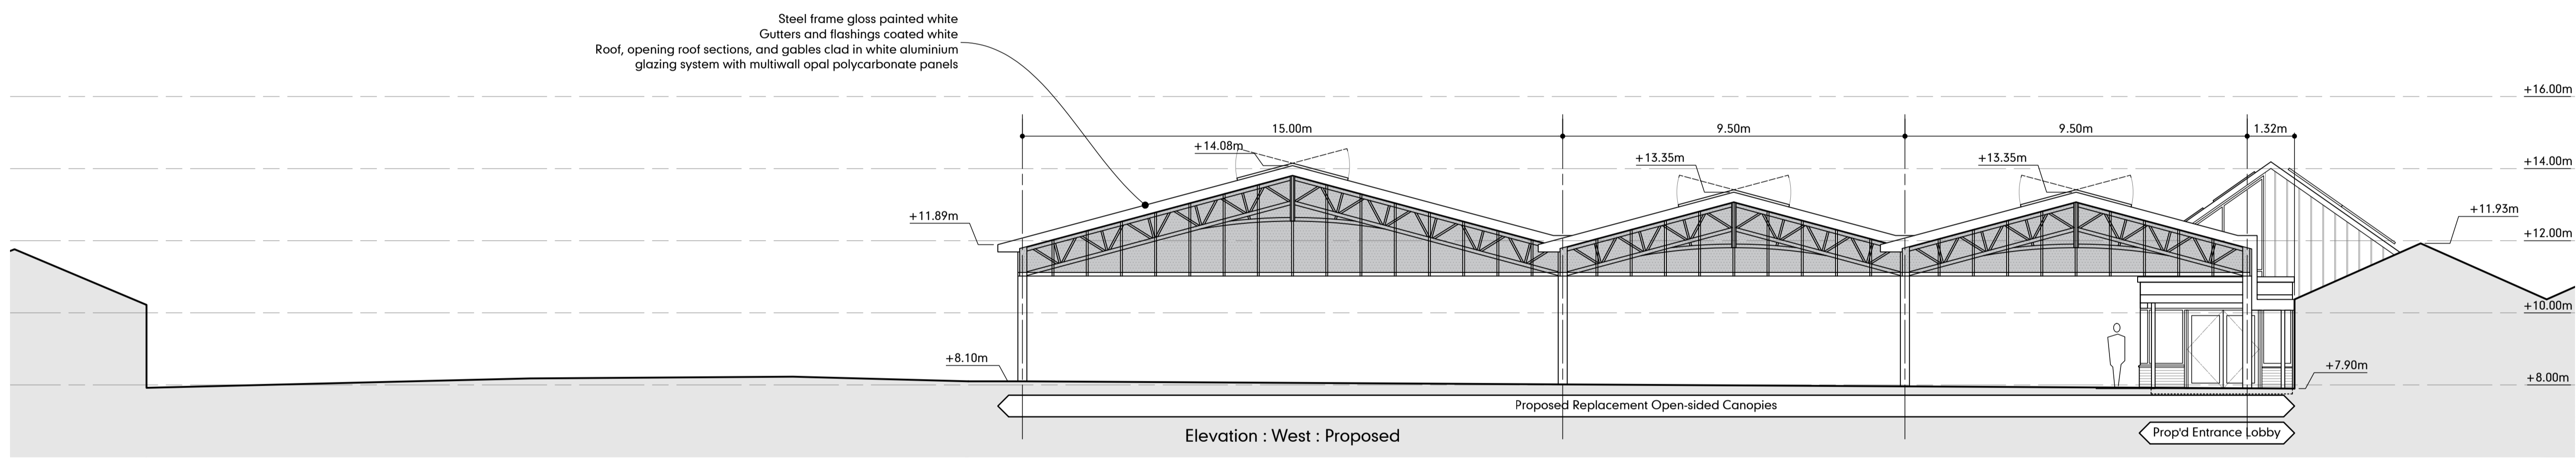 Steel frame gloss painted white
Gutters and flashings coated white
Roof, opening roof sections, and gables clad in white aluminium
glazing system with multiwall opal polycarbonate panels
+16.00m
15.00m
9.50m
9.50m
1.32m
+14.08m
+13.35m
+13.35m
+14.00m
+11.89m
+11.93m
+12.00m
+10.00m
+8.10m
+7.90m
+8.00m
Proposed Replacement Open-sided Canopies
Elevation : West : Proposed
Prop'd Entrance Lobby